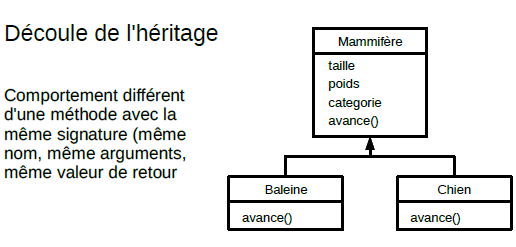 Découle de l'héritage
Comportement différent
d'une méthode avec la
même signature (même
nom, même arguments,
même valeur de retour
Mammifère
taille
poids
categorie
avance()
Baleine
avance()
Chien
avance()